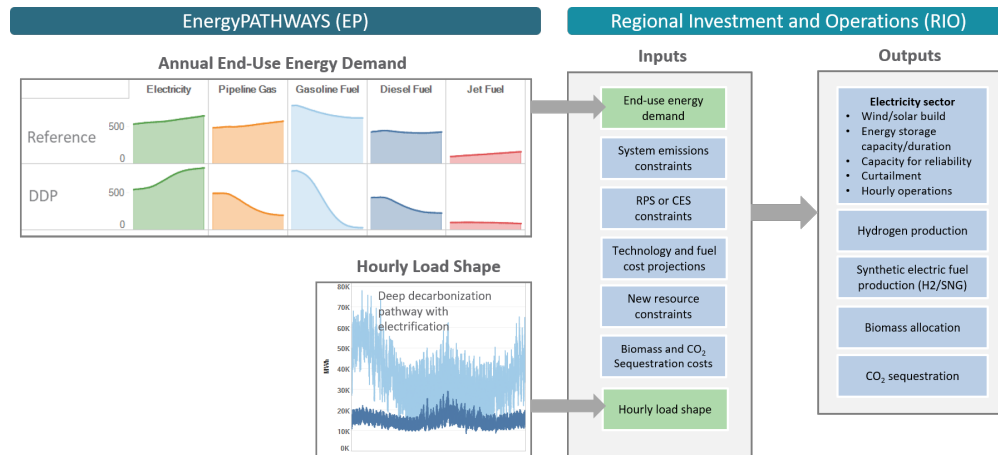 EnergyPATHWAYS (EP)
Regional Investment and Operations (RIO)
Annual End-Use Energy Demand
Electricity
Pipeline Gas
Gasoline Fuel
Diesel Fuel
Jet Fuel
Reference
500
0
DDP
500
0
Hourly Load Shape
Deep decarbonization
pathway with
electrification
MWh
80K
70K
60K
50K
40K
30K
20K
10K
0K
Inputs
End-use energy
demand
System emissions
constraints
RPS or CES
constraints
Technology and fuel
cost projections
New resource
constraints
Biomass and CO₂
Sequestration costs
Hourly load shape
Outputs
Electricity sector
• Wind/solar build
• Energy storage
capacity/duration
• Capacity for reliability
• Curtailment
• Hourly operations
Hydrogen production
Synthetic electric fuel
production (H2/SNG)
Biomass allocation
CO₂ sequestration